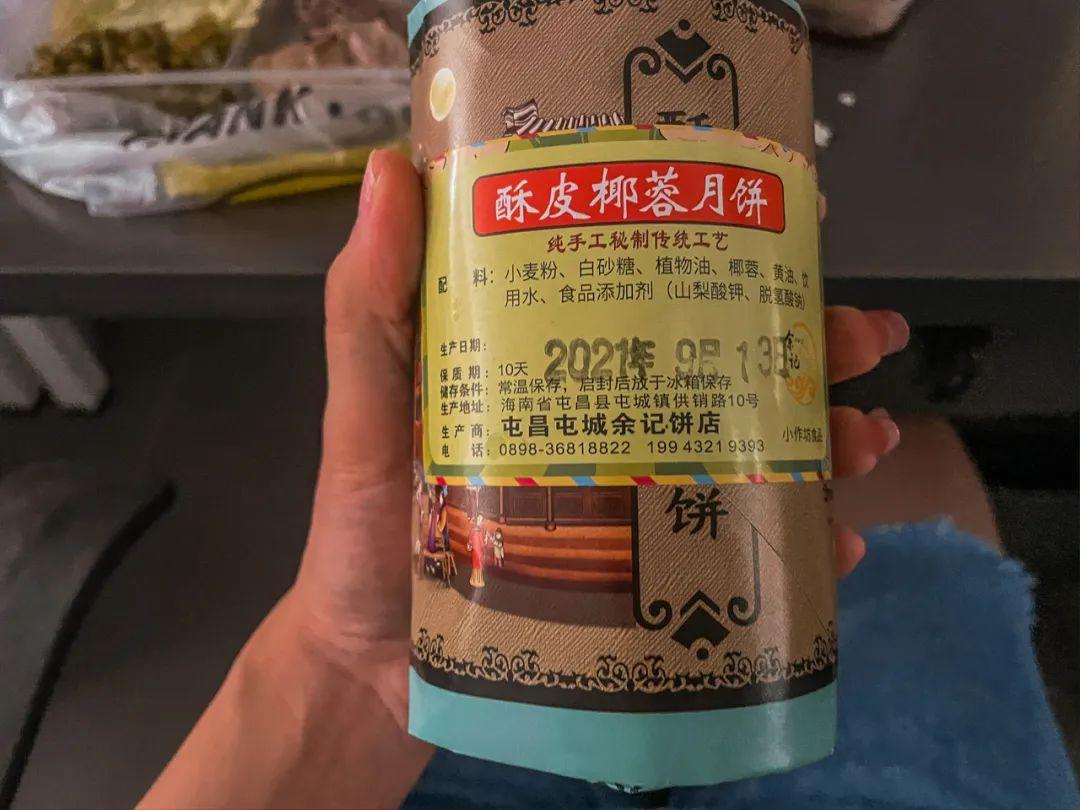 酥
酥皮椰蓉月饼
纯手工秘制传统工艺
配 料：小麦粉、白砂糖、植物油、椰蓉、黄油、饮
用水、食品添加剂（山梨酸钾、脱氢酸钠）
生产日期：
2021年 9月 13日
保质期：10天
储存条件：常温保存，启封后放于冰箱保存
生产地址：海南省屯昌县屯城镇供销路10号
生产商：屯昌屯城余记饼店
电 话：0898-36818822 199 4321 9393
余记
小作坊食品
饼